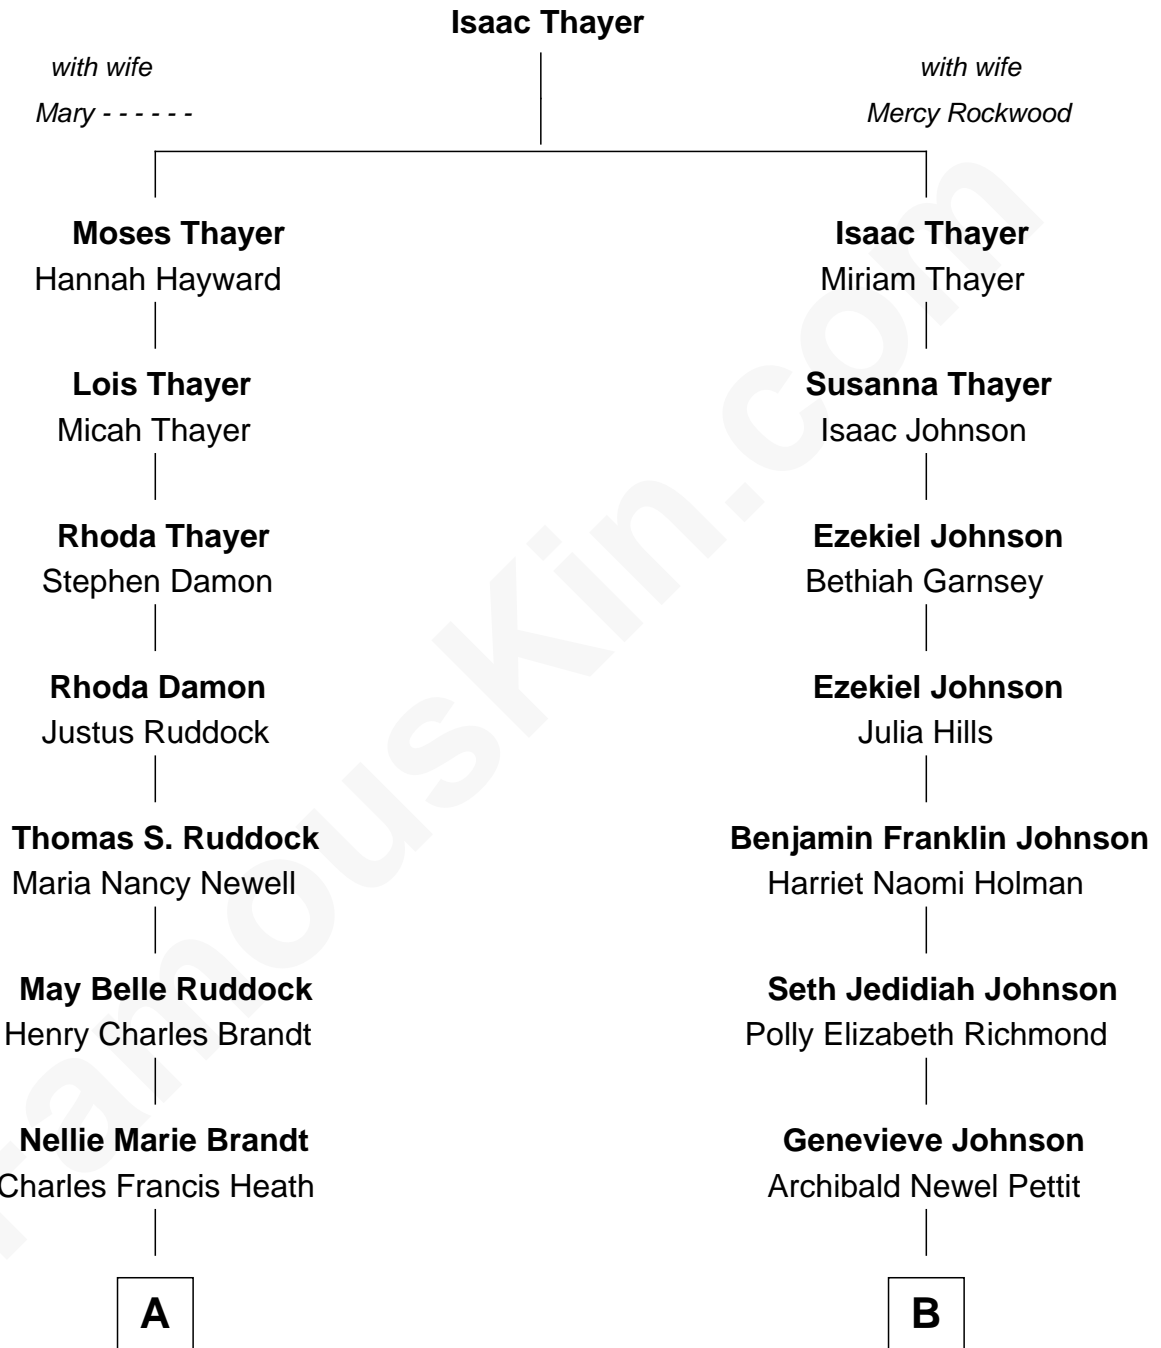 Isaac Thayer
with wife
Mary - - - - - -
with wife
Mercy Rockwood
Moses Thayer
Hannah Hayward
Isaac Thayer
Miriam Thayer
Lois Thayer
Micah Thayer
Susanna Thayer
Isaac Johnson
Rhoda Thayer
Stephen Damon
Ezekiel Johnson
Bethiah Garnsey
Rhoda Damon
Justus Ruddock
Ezekiel Johnson
Julia Hills
Thomas S. Ruddock
Maria Nancy Newell
Benjamin Franklin Johnson
Harriet Naomi Holman
May Belle Ruddock
Henry Charles Brandt
Seth Jedidiah Johnson
Polly Elizabeth Richmond
Nellie Marie Brandt
Charles Francis Heath
Genevieve Johnson
Archibald Newel Pettit
A
B
famouskin.com